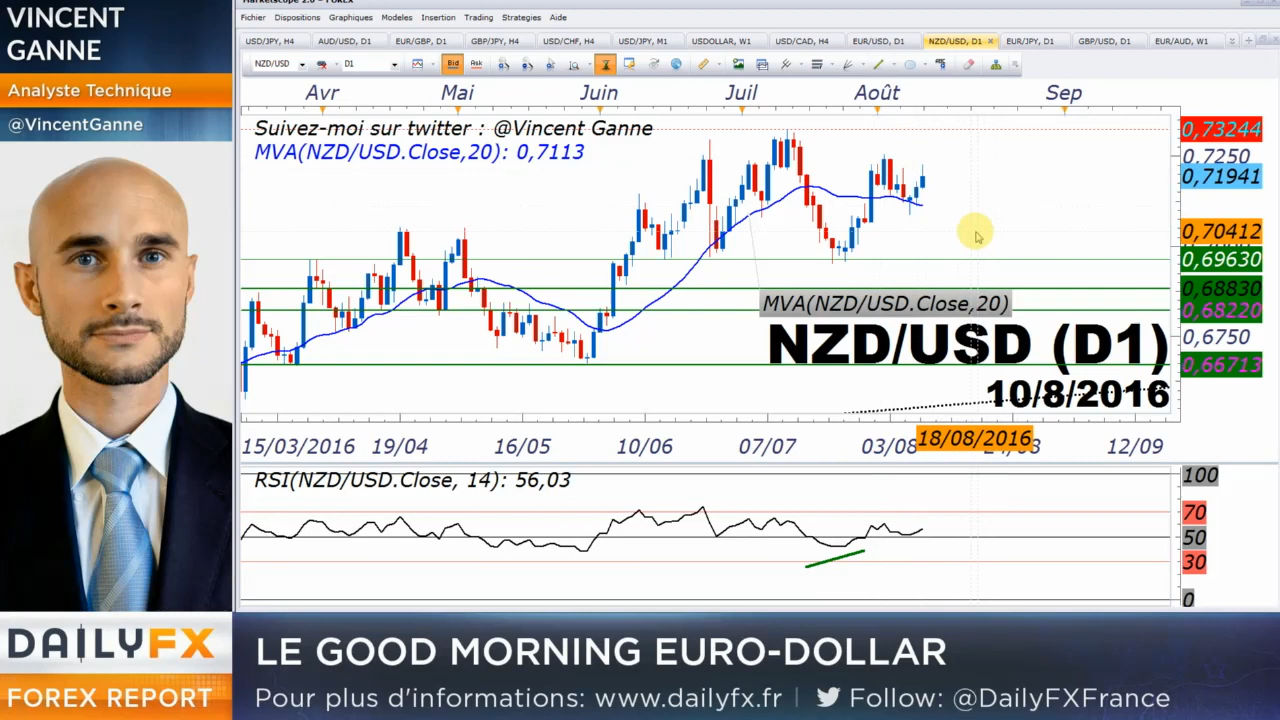 Marketscope 2.0 - FOREX
VINCENT
GANNE
Analyste Technique
@VincentGanne
Fichier Dispositions Graphiques Modeles Insertion Trading Strategies Aide
USD/JPY, H4 AUD/USD, D1 EUR/GBP, D1 GBP/JPY, H4 USD/CHF, H4 USD/JPY, M1 USDOLLAR, W1 USD/CAD, H4 EUR/USD, D1 NZD/USD, D1 EUR/JPY, D1 GBP/USD, D1 EUR/AUD, W1
NZD/USD D1 Bid Ask
Avr Mai Juin Juil Août Sep
Suivez-moi sur twitter : @Vincent Ganne
MVA(NZD/USD.Close,20): 0,7113
0,73244
0,7250
0,71941
0,70412
0,69630
0,68830
0,68220
0,6750
0,66713
MVA(NZD/USD.Close,20)
NZD/USD (D1)
10/8/2016
15/03/2016 19/04 16/05 10/06 07/07 03/08 18/08/2016 12/09
RSI(NZD/USD.Close, 14): 56,03
100
70
50
30
0
DAILYFX
FOREX REPORT
LE GOOD MORNING EURO-DOLLAR
Pour plus d'informations: www.dailyfx.fr | Follow: @DailyFXFrance